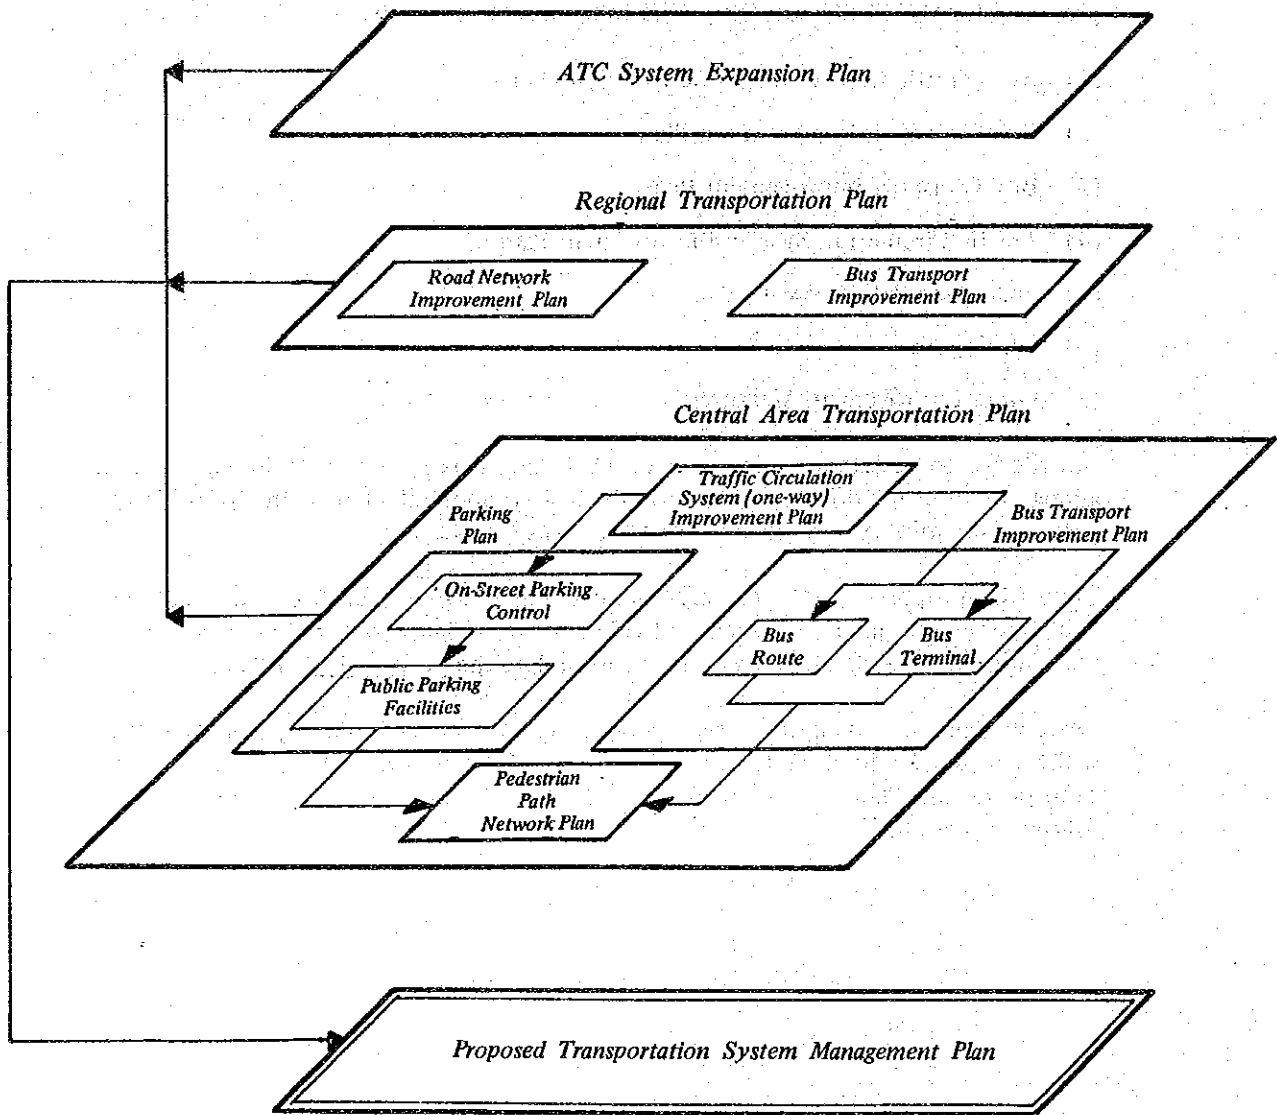 ATC System Expansion Plan
Regional Transportation Plan
Road Network
Improvement Plan
Bus Transport
Improvement Plan
Central Area Transportation Plan
Traffic Circulation
System (one-way)
Improvement Plan
Parking
Plan
Bus Transport
Improvement Plan
On-Street Parking
Control
Bus
Route
Bus
Terminal
Public Parking
Facilities
Pedestrian
Path
Network Plan
Proposed Transportation System Management Plan